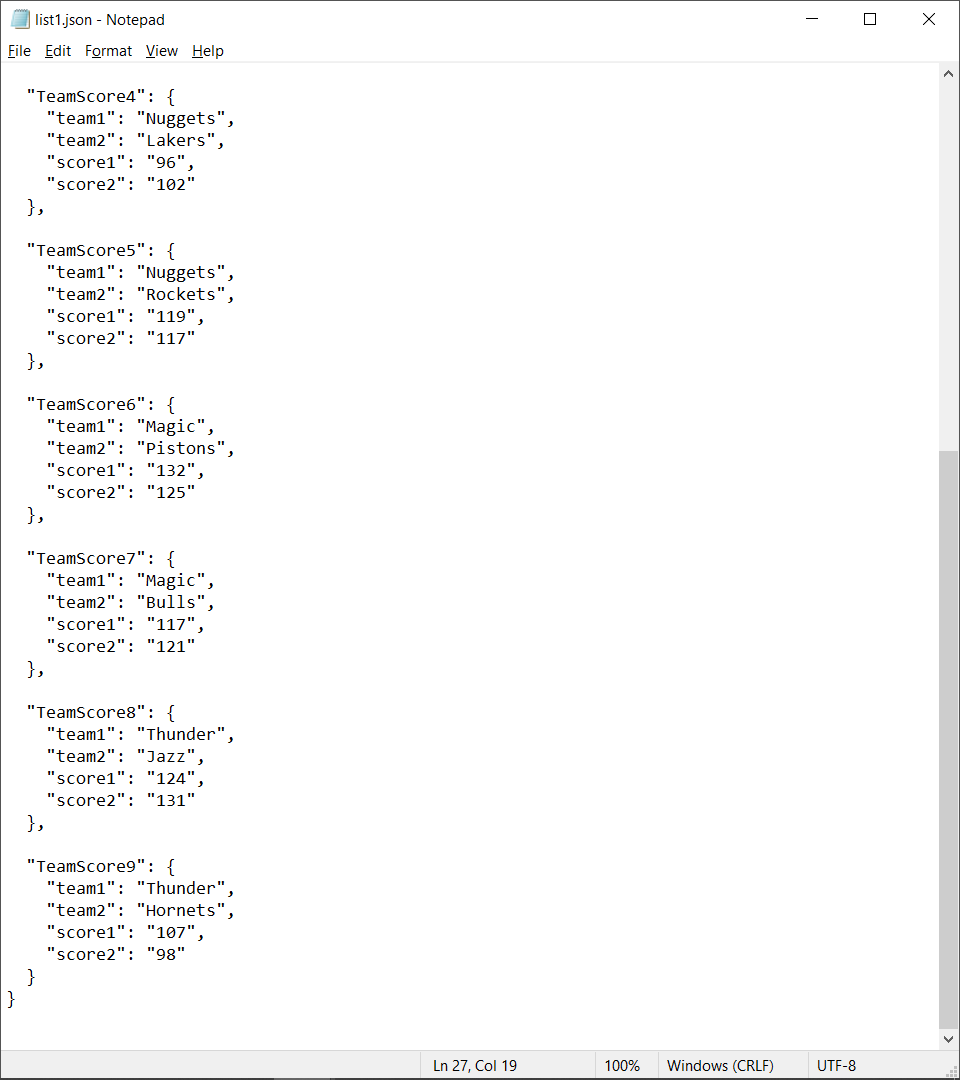 list1.json - Notepad
File Edit Format View Help
  "TeamScore4": {
    "team1": "Nuggets",
    "team2": "Lakers",
    "score1": "96",
    "score2": "102"
  },

  "TeamScore5": {
    "team1": "Nuggets",
    "team2": "Rockets",
    "score1": "119",
    "score2": "117"
  },

  "TeamScore6": {
    "team1": "Magic",
    "team2": "Pistons",
    "score1": "132",
    "score2": "125"
  },

  "TeamScore7": {
    "team1": "Magic",
    "team2": "Bulls",
    "score1": "117",
    "score2": "121"
  },

  "TeamScore8": {
    "team1": "Thunder",
    "team2": "Jazz",
    "score1": "124",
    "score2": "131"
  },

  "TeamScore9": {
    "team1": "Thunder",
    "team2": "Hornets",
    "score1": "107",
    "score2": "98"
  }
}
Ln 27, Col 19 100% Windows (CRLF) UTF-8